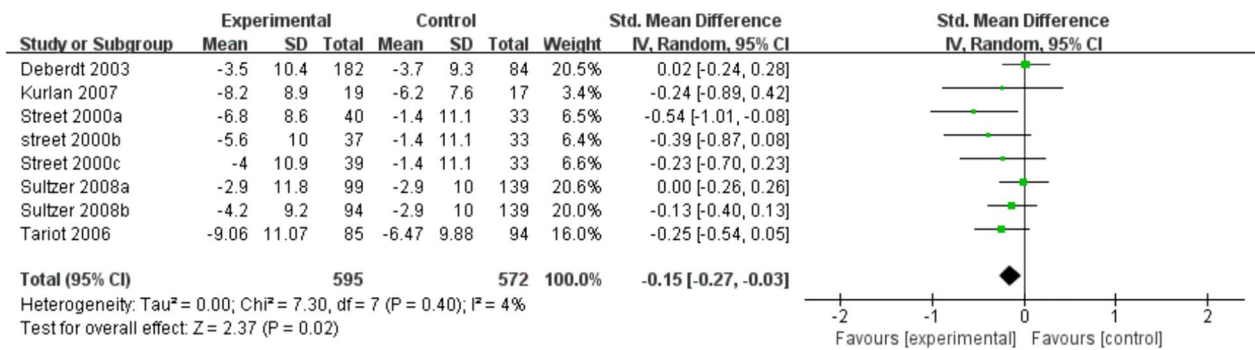 Experimental Control Std. Mean Difference Std. Mean Difference
Study or Subgroup Mean SD Total Mean SD Total Weight IV, Random, 95% CI IV, Random, 95% CI
Deberdt 2003 -3.5 10.4 182 -3.7 9.3 84 20.5% 0.02 [-0.24, 0.28]
Kurlan 2007 -8.2 8.9 19 -6.2 7.6 17 3.4% -0.24 [-0.89, 0.42]
Street 2000a -6.8 8.6 40 -1.4 11.1 33 6.5% -0.54 [-1.01, -0.08]
street 2000b -5.6 10 37 -1.4 11.1 33 6.4% -0.39 [-0.87, 0.08]
Street 2000c -4 10.9 39 -1.4 11.1 33 6.6% -0.23 [-0.70, 0.23]
Sultzer 2008a -2.9 11.8 99 -2.9 10 139 20.6% 0.00 [-0.26, 0.26]
Sultzer 2008b -4.2 9.2 94 -2.9 10 139 20.0% -0.13 [-0.40, 0.13]
Tariot 2006 -9.06 11.07 85 -6.47 9.88 94 16.0% -0.25 [-0.54, 0.05]
Total (95% CI) 595 572 100.0% -0.15 [-0.27, -0.03]
Heterogeneity: Tau² = 0.00; Chi² = 7.30, df = 7 (P = 0.40); I² = 4%
Test for overall effect: Z = 2.37 (P = 0.02)
-2 -1 0 1 2
Favours [experimental] Favours [control]